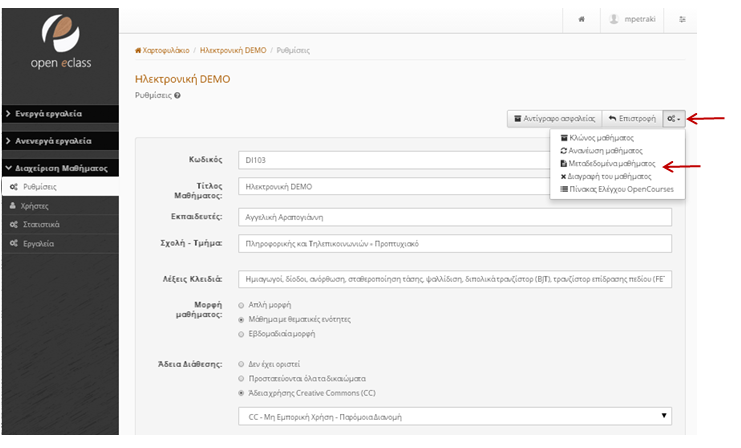 open eclass
mpetraki
Χαρτοφυλάκιο / Ηλεκτρονική DEMO / Ρυθμίσεις
Ηλεκτρονική DEMO
Ρυθμίσεις
Αντίγραφο ασφαλείας
Επιστροφή
Κλώνος μαθήματος
Ανανέωση μαθήματος
Μεταδεδομένα μαθήματος
Διαγραφή του μαθήματος
Πίνακας Ελέγχου OpenCourses
Ενεργά εργαλεία
Ανενεργά εργαλεία
Διαχείριση Μαθήματος
Ρυθμίσεις
Χρήστες
Στατιστικά
Εργαλεία
Κωδικός
DI103
Τίτλος
Μαθήματος:
Ηλεκτρονική DEMO
Εκπαιδευτές:
Αγγελική Αραπογιάννη
Σχολή - Τμήμα:
Πληροφορικής και Τηλεπικοινωνιών » Προπτυχιακό
Λέξεις Κλειδιά:
Ημιαγωγοί, δίοδοι, ανόρθωση, σταθεροποίηση τάσης, ψαλλίδιση, διπολικά τρανζίστορ (BJT), τρανζίστορ επίδρασης πεδίου (FET
Μορφή
μαθήματος:
Απλή μορφή
Μάθημα με θεματικές ενότητες
Εβδομαδιαία μορφή
Άδεια Διάθεσης:
Δεν έχει οριστεί
Προστατεύονται όλα τα δικαιώματα
Άδεια χρήσης Creative Commons (CC)
CC - Μη Εμπορική Χρήση - Παρόμοια Διανομή